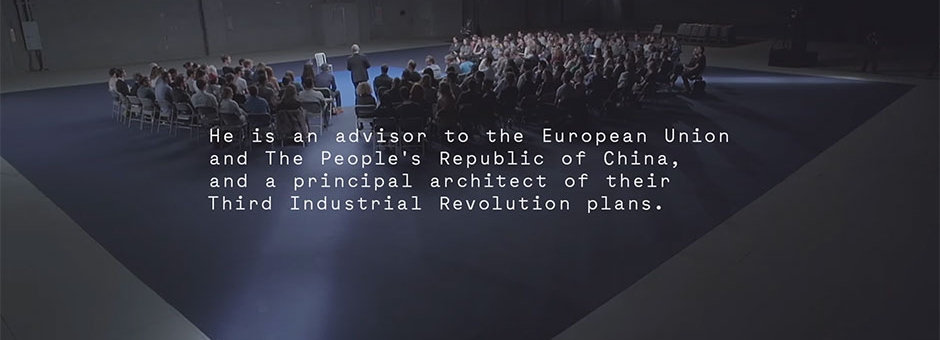 He is an advisor to the European Union
and The People's Republic of China,
and a principal architect of their
Third Industrial Revolution plans.